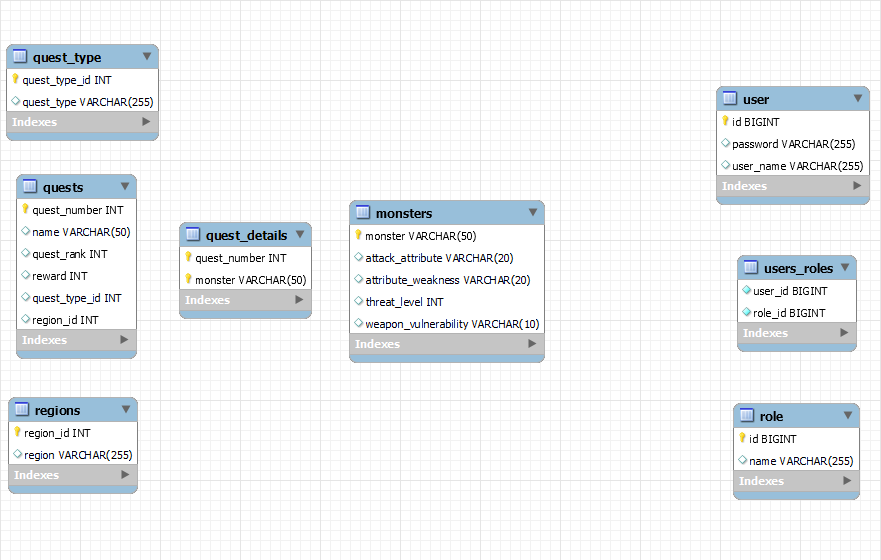 quest_type
quest_type_id INT
quest_type VARCHAR(255)
Indexes
quests
quest_number INT
name VARCHAR(50)
quest_rank INT
reward INT
quest_type_id INT
region_id INT
Indexes
regions
region_id INT
region VARCHAR(255)
Indexes
quest_details
quest_number INT
monster VARCHAR(50)
Indexes
monsters
monster VARCHAR(50)
attack_attribute VARCHAR(20)
attribute_weakness VARCHAR(20)
threat_level INT
weapon_vulnerability VARCHAR(10)
Indexes
user
id BIGINT
password VARCHAR(255)
user_name VARCHAR(255)
Indexes
users_roles
user_id BIGINT
role_id BIGINT
Indexes
role
id BIGINT
name VARCHAR(255)
Indexes